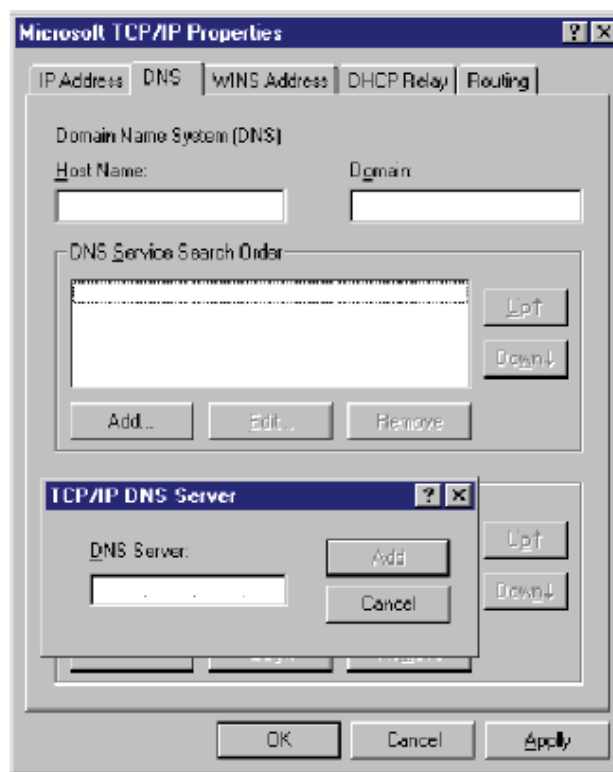 Microsoft TCP/IP Properties
IP Address DNS WINS Address DHCP Relay Routing
Domain Name System (DNS)
Host Name: Domain:
DNS Service Search Order
Up↑
Down↓
Add... Edit... Remove
TCP/IP DNS Server
DNS Server:
Add
Cancel
Up↑
Down↓
OK Cancel Apply